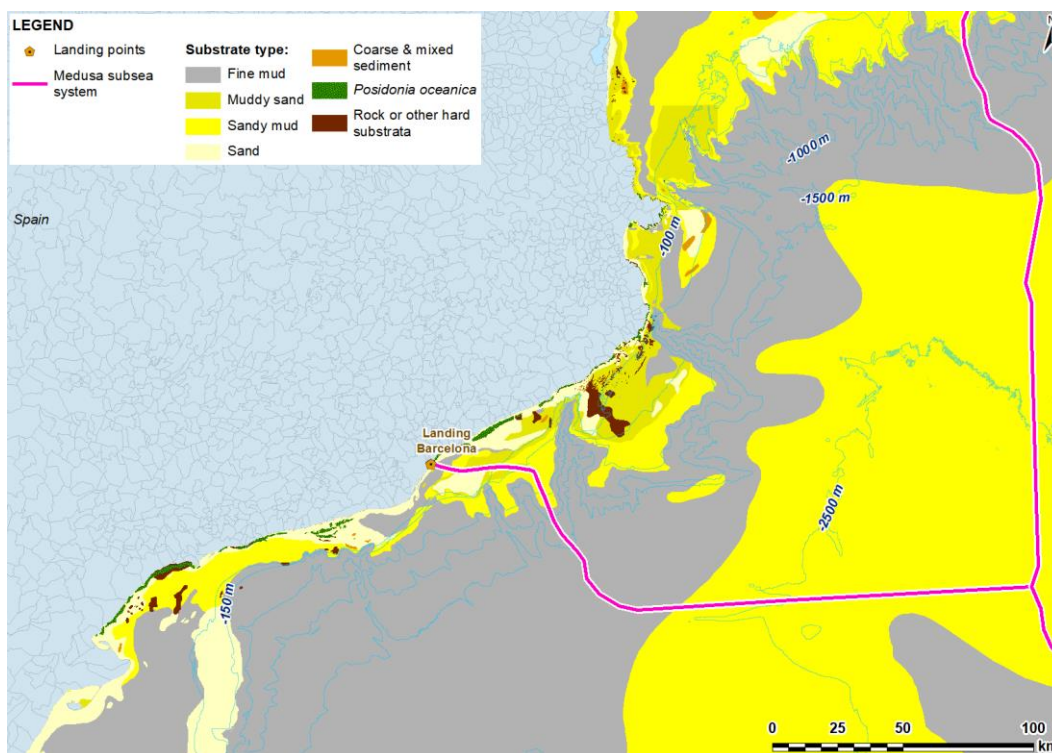 LEGEND
Landing points
Medusa subsea
system
Substrate type:
Fine mud
Muddy sand
Sandy mud
Sand
Coarse & mixed
sediment
Posidonia oceanica
Rock or other hard
substrata
N
Spain
-1000 m
-1500 m
-100 m
Landing
Barcelona
-2500 m
-150 m
0 25 50 100
km